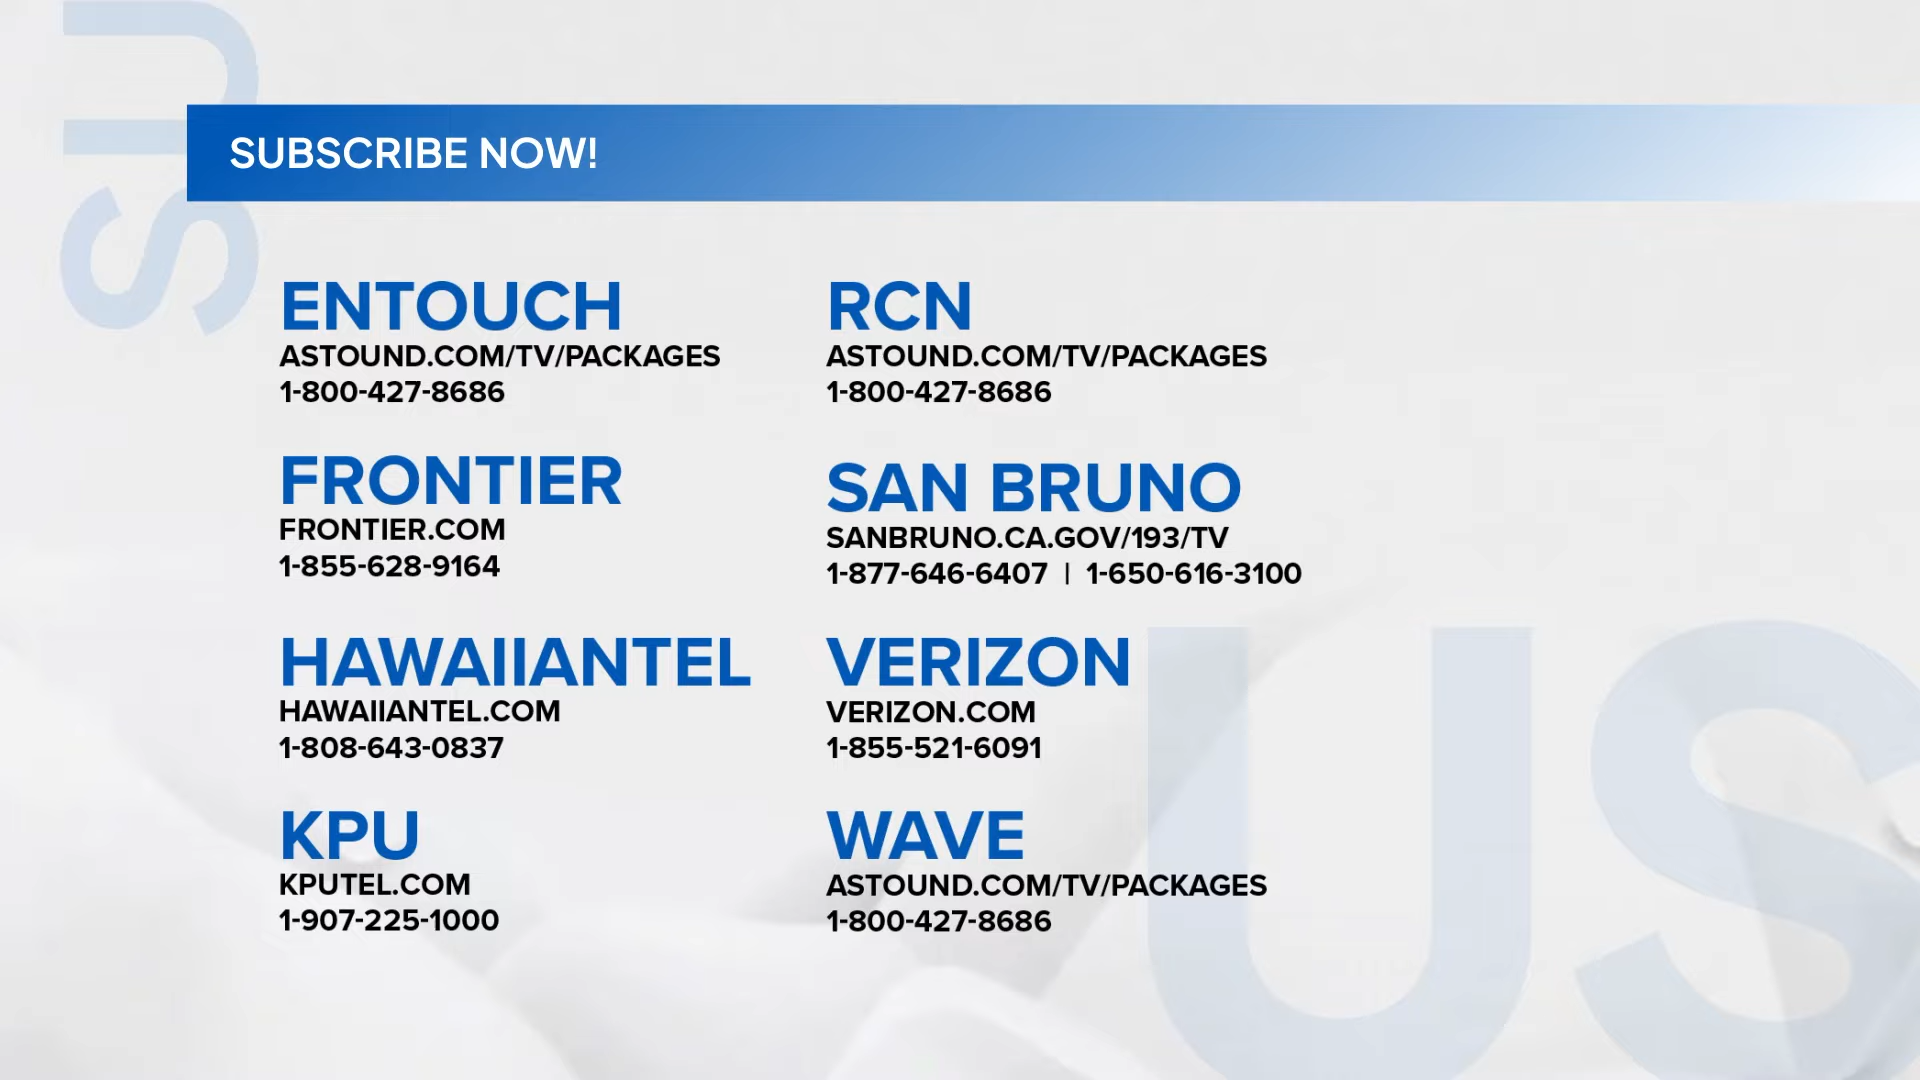 SUBSCRIBE NOW!
ENTOUCH
ASTOUND.COM/TV/PACKAGES
1-800-427-8686
FRONTIER
FRONTIER.COM
1-855-628-9164
HAWAIIANTEL
HAWAIIANTEL.COM
1-808-643-0837
KPU
KPUTEL.COM
1-907-225-1000
RCN
ASTOUND.COM/TV/PACKAGES
1-800-427-8686
SAN BRUNO
SANBRUNO.CA.GOV/193/TV
1-877-646-6407 | 1-650-616-3100
VERIZON
VERIZON.COM
1-855-521-6091
WAVE
ASTOUND.COM/TV/PACKAGES
1-800-427-8686
US